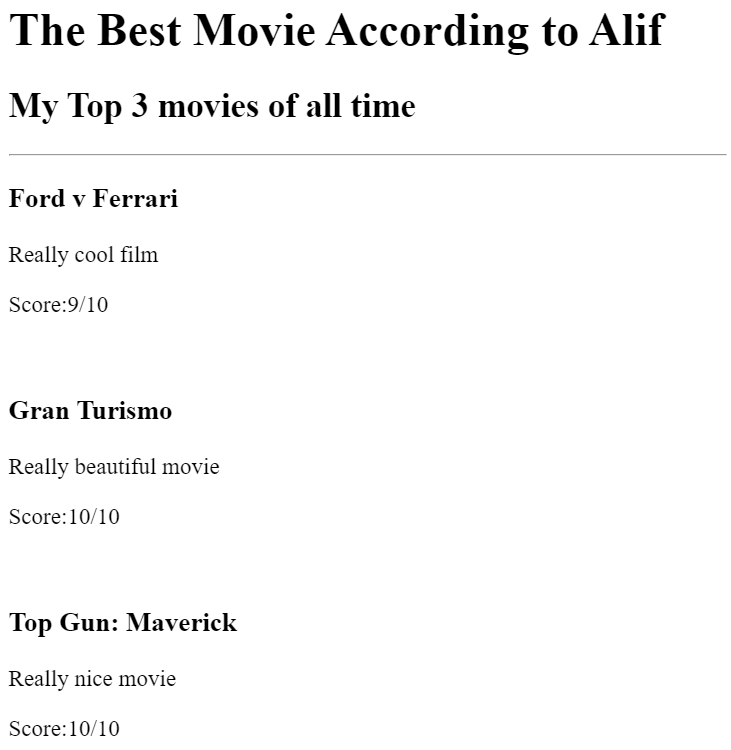 The Best Movie According to Alif
My Top 3 movies of all time
Ford v Ferrari
Really cool film
Score:9/10
Gran Turismo
Really beautiful movie
Score:10/10
Top Gun: Maverick
Really nice movie
Score:10/10